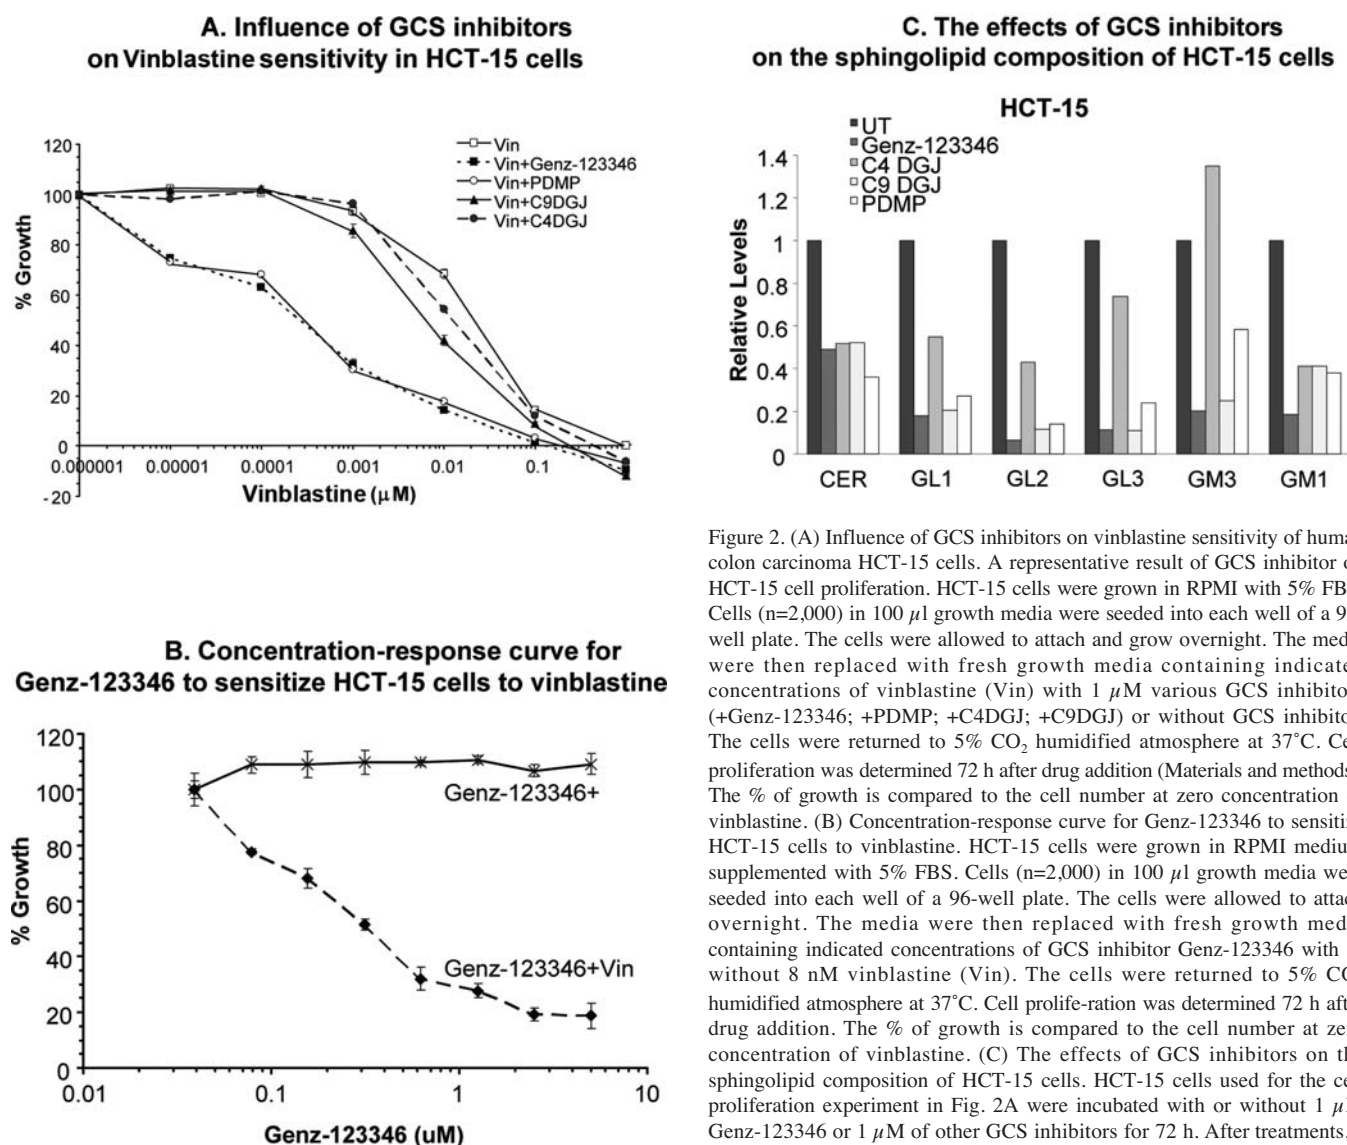 A. Influence of GCS inhibitors
on Vinblastine sensitivity in HCT-15 cells
120
100
80
60
40
20
0
-20
% Growth
Vin
Vin+Genz-123346
Vin+PDMP
Vin+C9DGJ
Vin+C4DGJ
0.000001 0.00001 0.0001 0.001 0.01 0.1
Vinblastine (µM)
B. Concentration-response curve for
Genz-123346 to sensitize HCT-15 cells to vinblastine
120
100
80
60
40
20
0
% Growth
Genz-123346+
Genz-123346+Vin
0.01 0.1 1 10
Genz-123346 (uM)
C. The effects of GCS inhibitors
on the sphingolipid composition of HCT-15 cells
HCT-15
UT
Genz-123346
C4 DGJ
C9 DGJ
PDMP
1.4
1.2
1
0.8
0.6
0.4
0.2
0
Relative Levels
CER GL1 GL2 GL3 GM3 GM1
Figure 2. (A) Influence of GCS inhibitors on vinblastine sensitivity of huma
colon carcinoma HCT-15 cells. A representative result of GCS inhibitor o
HCT-15 cell proliferation. HCT-15 cells were grown in RPMI with 5% FB
Cells (n=2,000) in 100 µl growth media were seeded into each well of a 9
well plate. The cells were allowed to attach and grow overnight. The med
were then replaced with fresh growth media containing indicate
concentrations of vinblastine (Vin) with 1 µM various GCS inhibito
(+Genz-123346; +PDMP; +C4DGJ; +C9DGJ) or without GCS inhibito
The cells were returned to 5% CO₂ humidified atmosphere at 37˚C. Ce
proliferation was determined 72 h after drug addition (Materials and methods
The % of growth is compared to the cell number at zero concentration
vinblastine. (B) Concentration-response curve for Genz-123346 to sensitiz
HCT-15 cells to vinblastine. HCT-15 cells were grown in RPMI mediu
supplemented with 5% FBS. Cells (n=2,000) in 100 µl growth media we
seeded into each well of a 96-well plate. The cells were allowed to attac
overnight. The media were then replaced with fresh growth med
containing indicated concentrations of GCS inhibitor Genz-123346 with
without 8 nM vinblastine (Vin). The cells were returned to 5% CO
humidified atmosphere at 37˚C. Cell prolife-ration was determined 72 h aft
drug addition. The % of growth is compared to the cell number at zer
concentration of vinblastine. (C) The effects of GCS inhibitors on th
sphingolipid composition of HCT-15 cells. HCT-15 cells used for the ce
proliferation experiment in Fig. 2A were incubated with or without 1 µ
Genz-123346 or 1 µM of other GCS inhibitors for 72 h. After treatments,